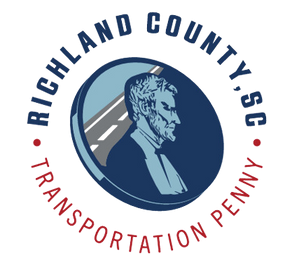 RICHLAND COUNTY, SC
• TRANSPORTATION PENNY •